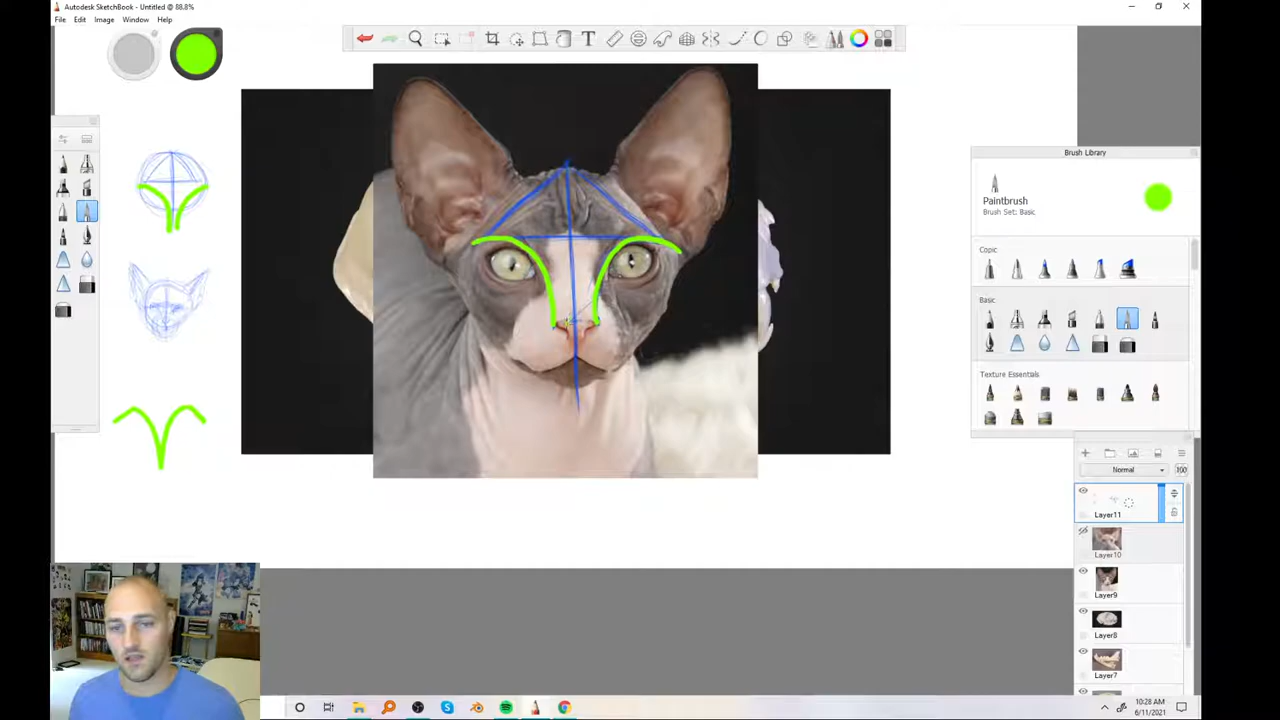 Autodesk SketchBook - Untitled @ 88.8%
File Edit Image Window Help
Brush Library
Paintbrush
Brush Set: Basic
Copic
Basic
Texture Essentials
Normal
100
Layer11
Layer10
Layer9
Layer8
Layer7
10:28 AM
6/11/2021